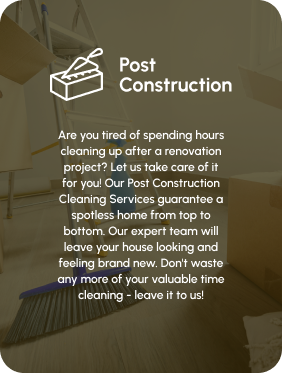 Post
Construction
Are you tired of spending hours
cleaning up after a renovation
project? Let us take care of it
for you! Our Post Construction
Cleaning Services guarantee a
spotless home from top to
bottom. Our expert team will
leave your house looking and
feeling brand new. Don't waste
any more of your valuable time
cleaning - leave it to us!